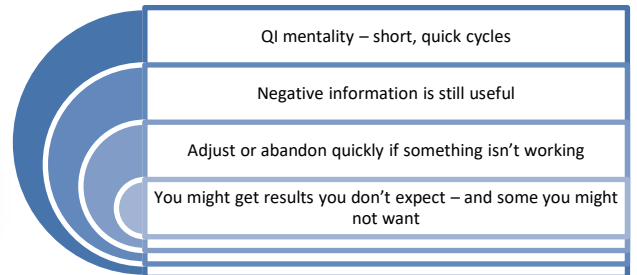 QI mentality – short, quick cycles
Negative information is still useful
Adjust or abandon quickly if something isn’t working
You might get results you don’t expect – and some you might
not want